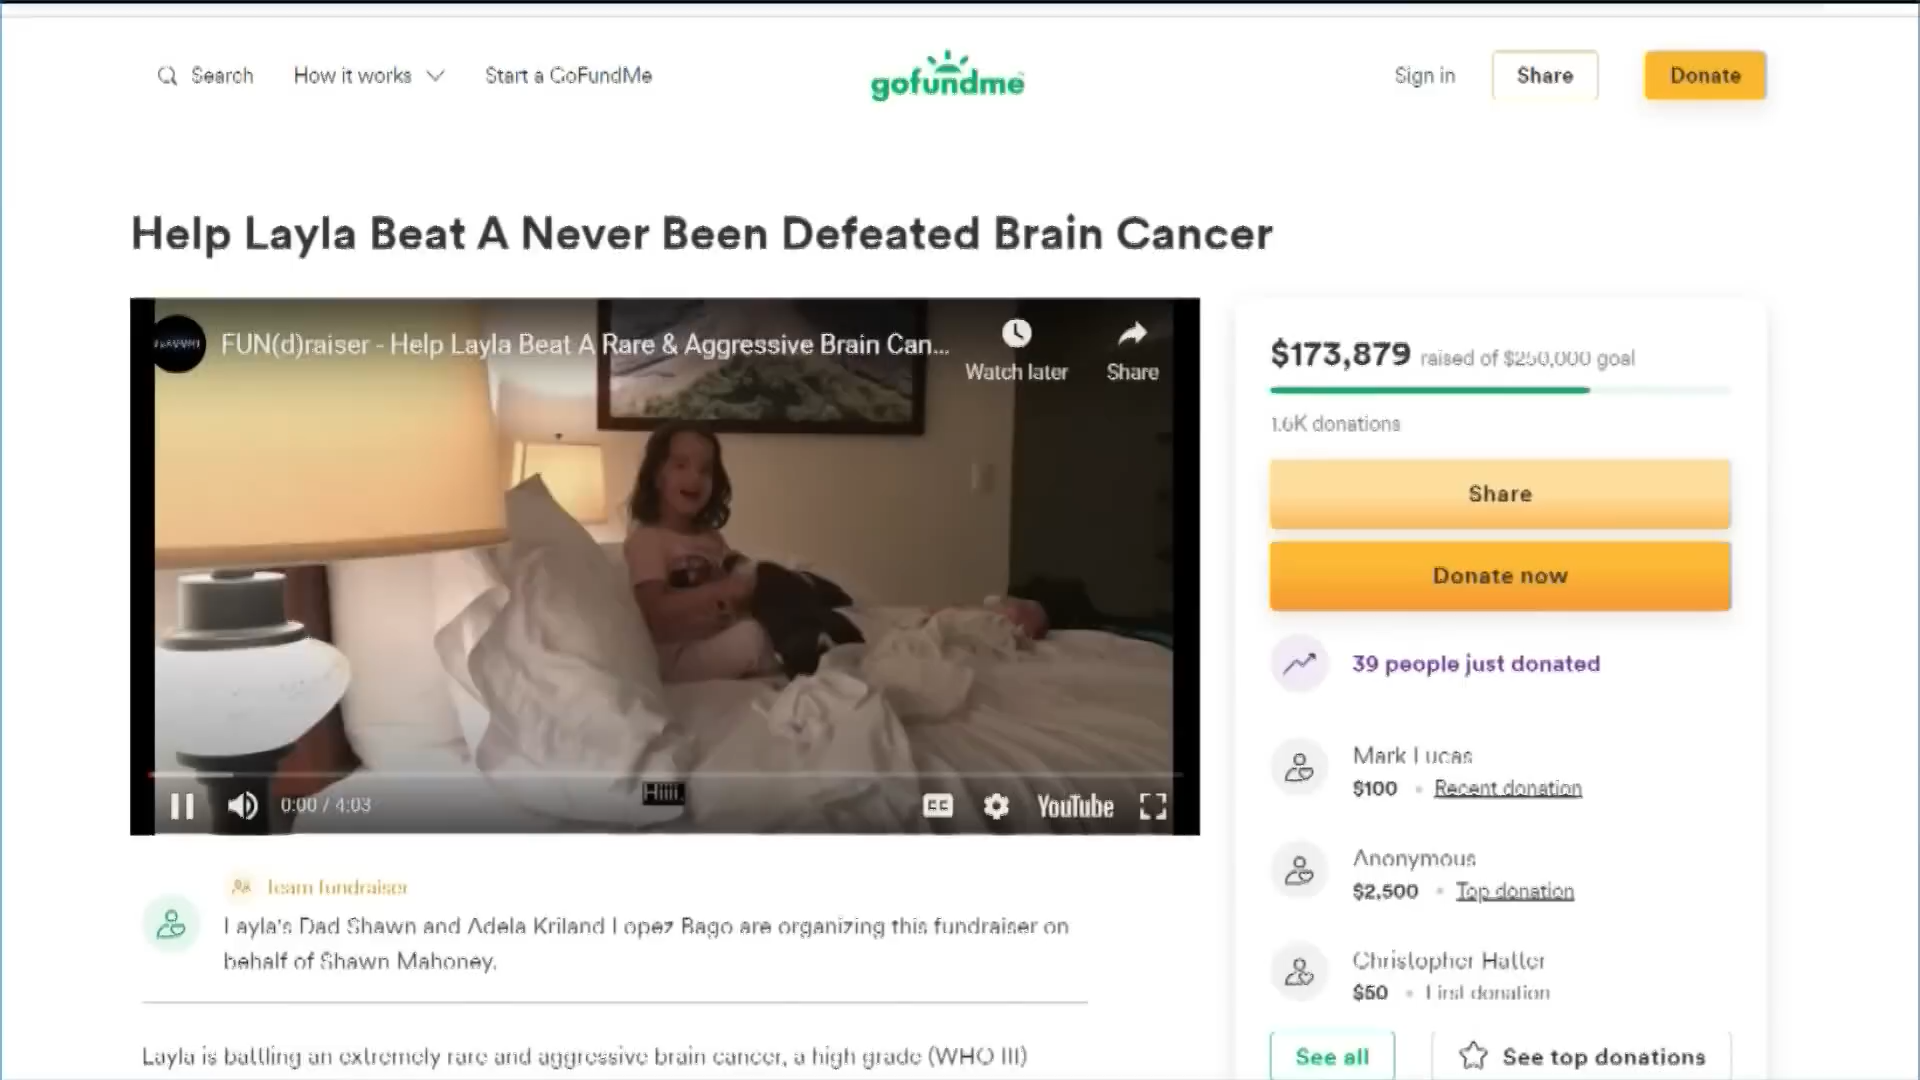 Search How it works Start a GoFundMe gofundme Sign in Share Donate
Help Layla Beat A Never Been Defeated Brain Cancer
FUN(d)raiser - Help Layla Beat A Rare & Aggressive Brain Can...
Watch later Share
Hiiii.
0:00 / 4:03
CC YouTube
Team fundraiser
Layla's Dad Shawn and Adela Kriland Lopez Bago are organizing this fundraiser on
behalf of Shawn Mahoney.
Layla is battling an extremely rare and aggressive brain cancer, a high grade (WHO III)
$173,879 raised of $250,000 goal
1.6K donations
Share
Donate now
39 people just donated
Mark Lucas
$100 • Recent donation
Anonymous
$2,500 • Top donation
Christopher Hatter
$50 • First donation
See all See top donations